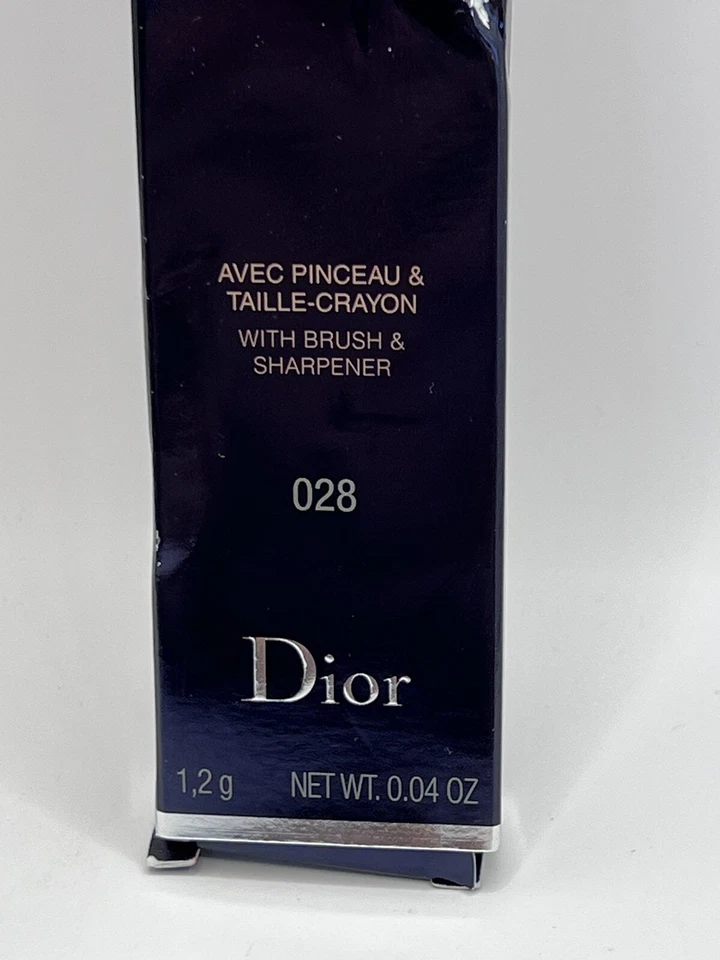 AVEC PINCEAU &
TAILLE-CRAYON
WITH BRUSH &
SHARPENER
028
Dior
1,2 g NET WT. 0.04 OZ